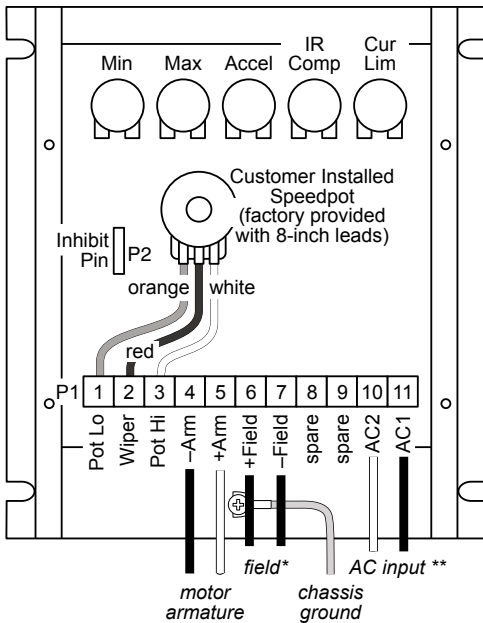 Min Max Accel IR Comp Cur Lim
Customer Installed
Speedpot
(factory provided
with 8-inch leads)
Inhibit
Pin
P2
orange white
red
P1 1 2 3 4 5 6 7 8 9 10 11
Pot Lo
Wiper
Pot Hi
–Arm
+Arm
+Field
–Field
spare
spare
AC2
AC1
field* AC input **
motor
armature
chassis
ground